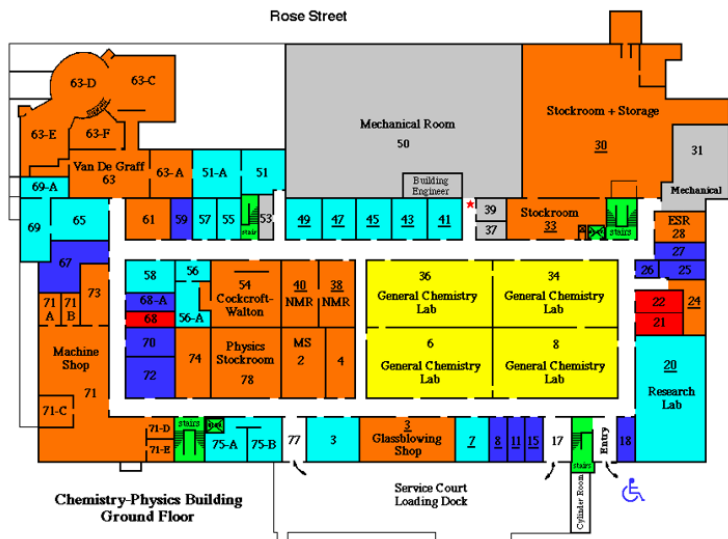 Rose Street
63-D
63-C
63-E
63-F
Van De Graff
63
63-A
51-A
51
Mechanical Room
50
Building
Engineer
Stockroom + Storage
30
31
Mechanical
69-A
69
65
61
59
57
55
stair
53
49
47
45
43
41
*
39
37
Stockroom
33
stairs
ESR
28
27
26
25
67
73
71
A
71
B
58
56
68-A
68
56-A
54
Cockcroft-
Walton
40
NMR
38
NMR
36
General Chemistry
Lab
34
General Chemistry
Lab
22
21
24
Machine
Shop
71
71-C
70
72
74
Physics
Stockroom
78
MS
2
4
6
General Chemistry
Lab
8
General Chemistry
Lab
20
Research
Lab
71-D
71-E
stairs
75-A
75-B
77
3
3
Glassblowing
Shop
7
8
11
15
17
stairs
Entry
18
Cylinder Room
Chemistry-Physics Building
Ground Floor
Service Court
Loading Dock